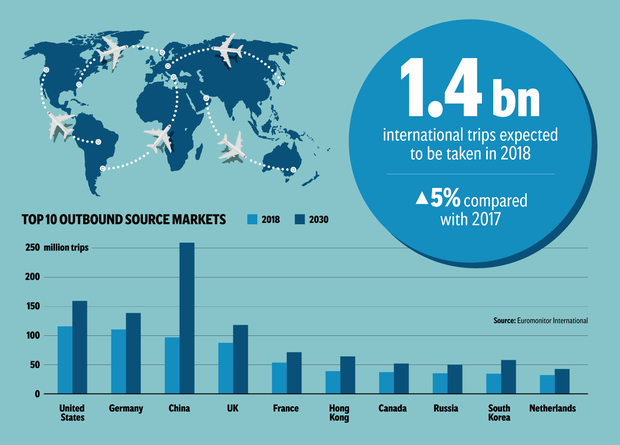 1.4 bn
international trips expected
to be taken in 2018
▲5% compared
with 2017
TOP 10 OUTBOUND SOURCE MARKETS
2018
2030
250 million trips
200
150
100
50
0
Source: Euromonitor International
United
States
Germany
China
UK
France
Hong
Kong
Canada
Russia
South
Korea
Netherlands